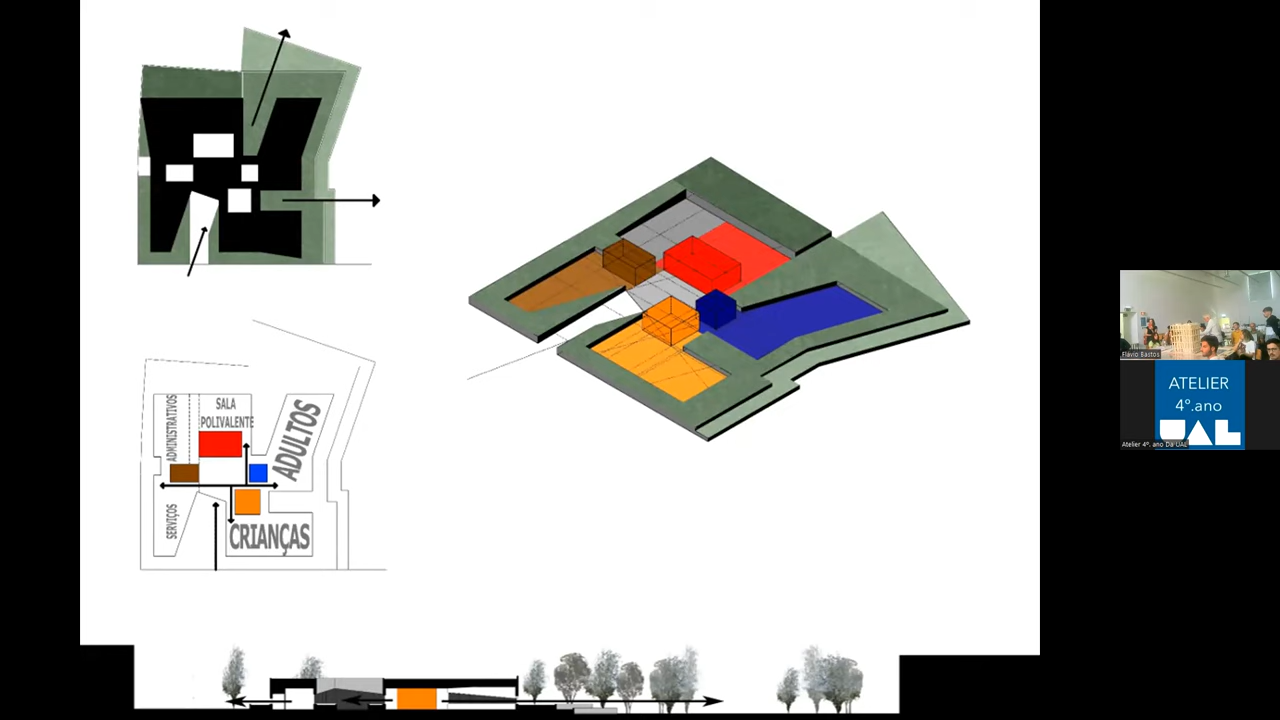 ADMINISTRATIVOS
SALA
POLIVALENTE
ADULTOS
SERVIÇOS
CRIANÇAS
Flávio Bastos
ATELIER
4º.ano
UAL
Atelier 4º. ano Da UAL